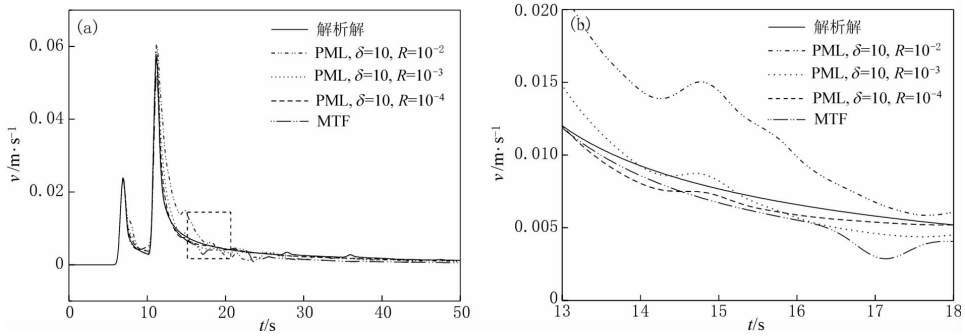 (a)
解析解
PML, δ=10, R=10⁻²
PML, δ=10, R=10⁻³
PML, δ=10, R=10⁻⁴
MTF
v/m·s⁻¹
0.06
0.04
0.02
0
0 10 20 30 40 50
t/s
(b)
解析解
PML, δ=10, R=10⁻²
PML, δ=10, R=10⁻³
PML, δ=10, R=10⁻⁴
MTF
v/m·s⁻¹
0.020
0.015
0.010
0.005
0
13 14 15 16 17 18
t/s